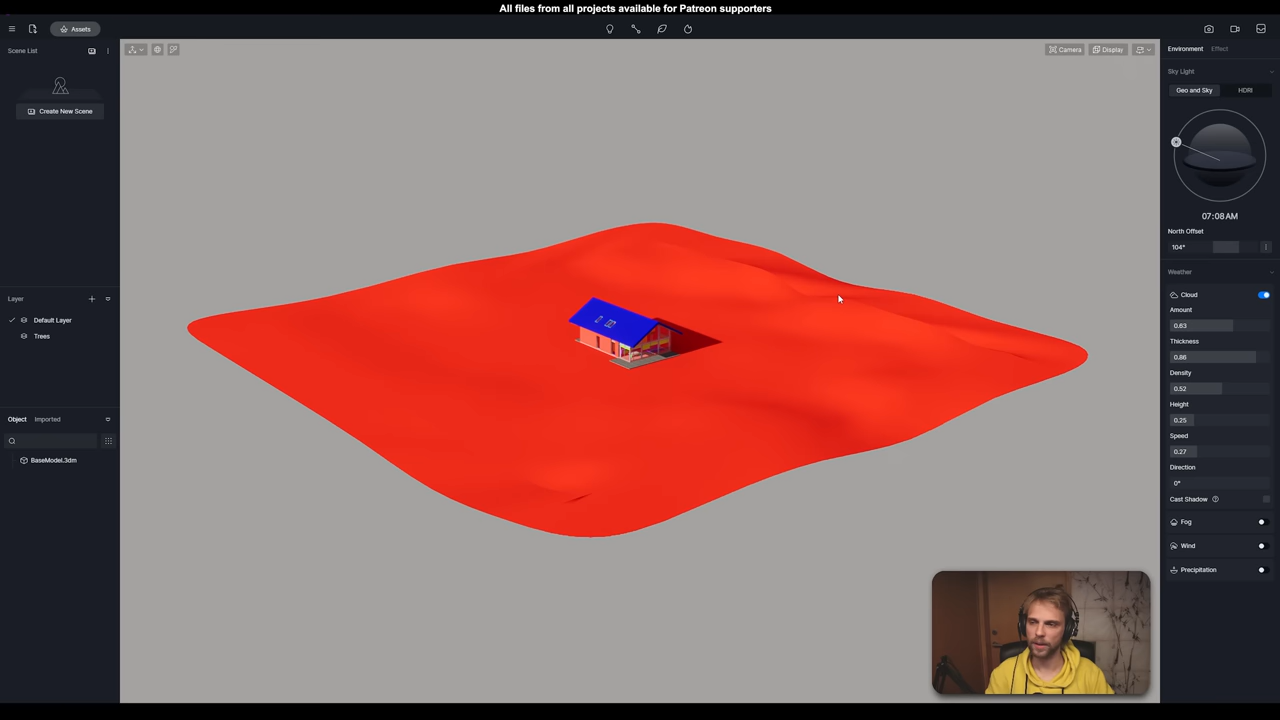 All files from all projects available for Patreon supporters
Assets
Scene List
Create New Scene
Layer
Default Layer
Trees
Object Imported
BaseModel.3dm
Camera Display
Environment Effect
Sky Light
Geo and Sky HDRI
07:08 AM
North Offset
104°
Weather
Cloud
Amount
0.63
Thickness
0.86
Density
0.52
Height
0.25
Speed
0.27
Direction
0°
Cast Shadow
Fog
Wind
Precipitation